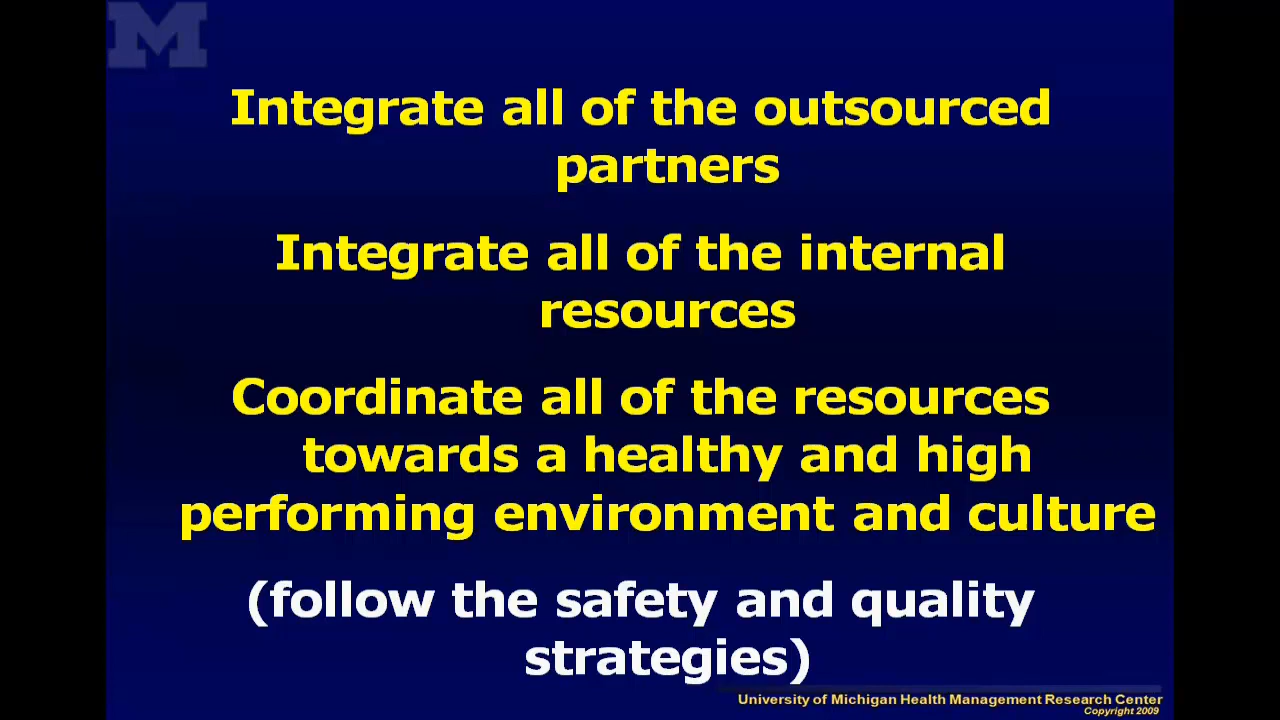 M
Integrate all of the outsourced
partners
Integrate all of the internal
resources
Coordinate all of the resources
towards a healthy and high
performing environment and culture
(follow the safety and quality
strategies)
University of Michigan Health Management Research Center
Copyright 2009